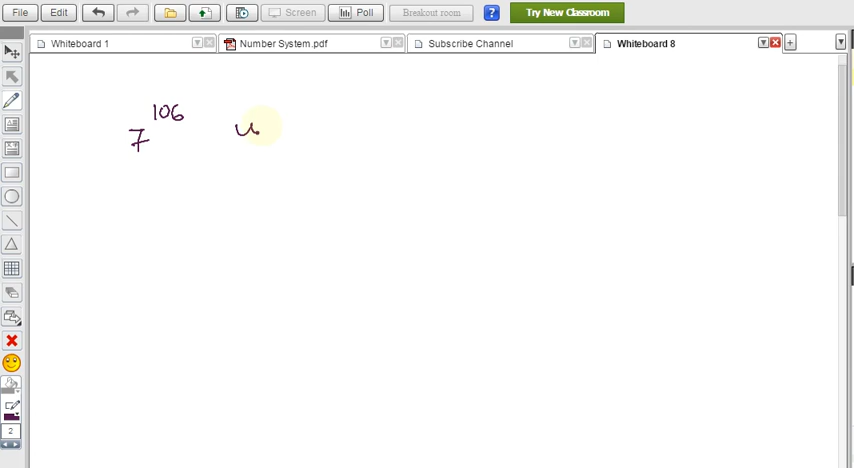 File Edit Screen Poll Breakout room ? Try New Classroom
Whiteboard 1 Number System.pdf Subscribe Channel Whiteboard 8
7^106 u
2